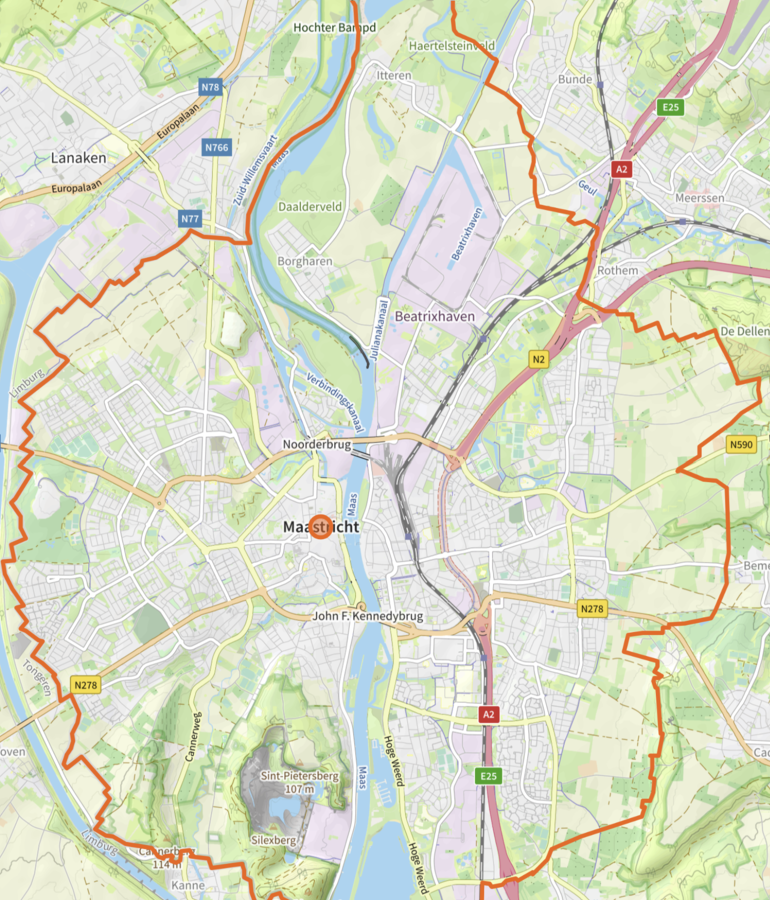 Hochter Bampd
Haertelsteinveld
Itteren
Bunde
N78
E25
Europalaan
N766
Lanaken
Zuid-Willemsvaart
Maas
A2
Europalaan
Geul
Meerssen
N77
Daalderveld
Beatrixhaven
Borgharen
Rothem
Julianakanaal
Beatrixhaven
De Dellen
N2
Limburg
Verbindingskanaal
Noorderbrug
N590
Maas
Maastricht
Beme
N278
John F. Kennedybrug
Tongeren
N278
A2
Cannerweg
oven
Hoge Weerd
Sint-Pietersberg
107 m
Maas
E25
Silexberg
Limburg
Cannerberg
114 m
Kanne
Hoge Weerd